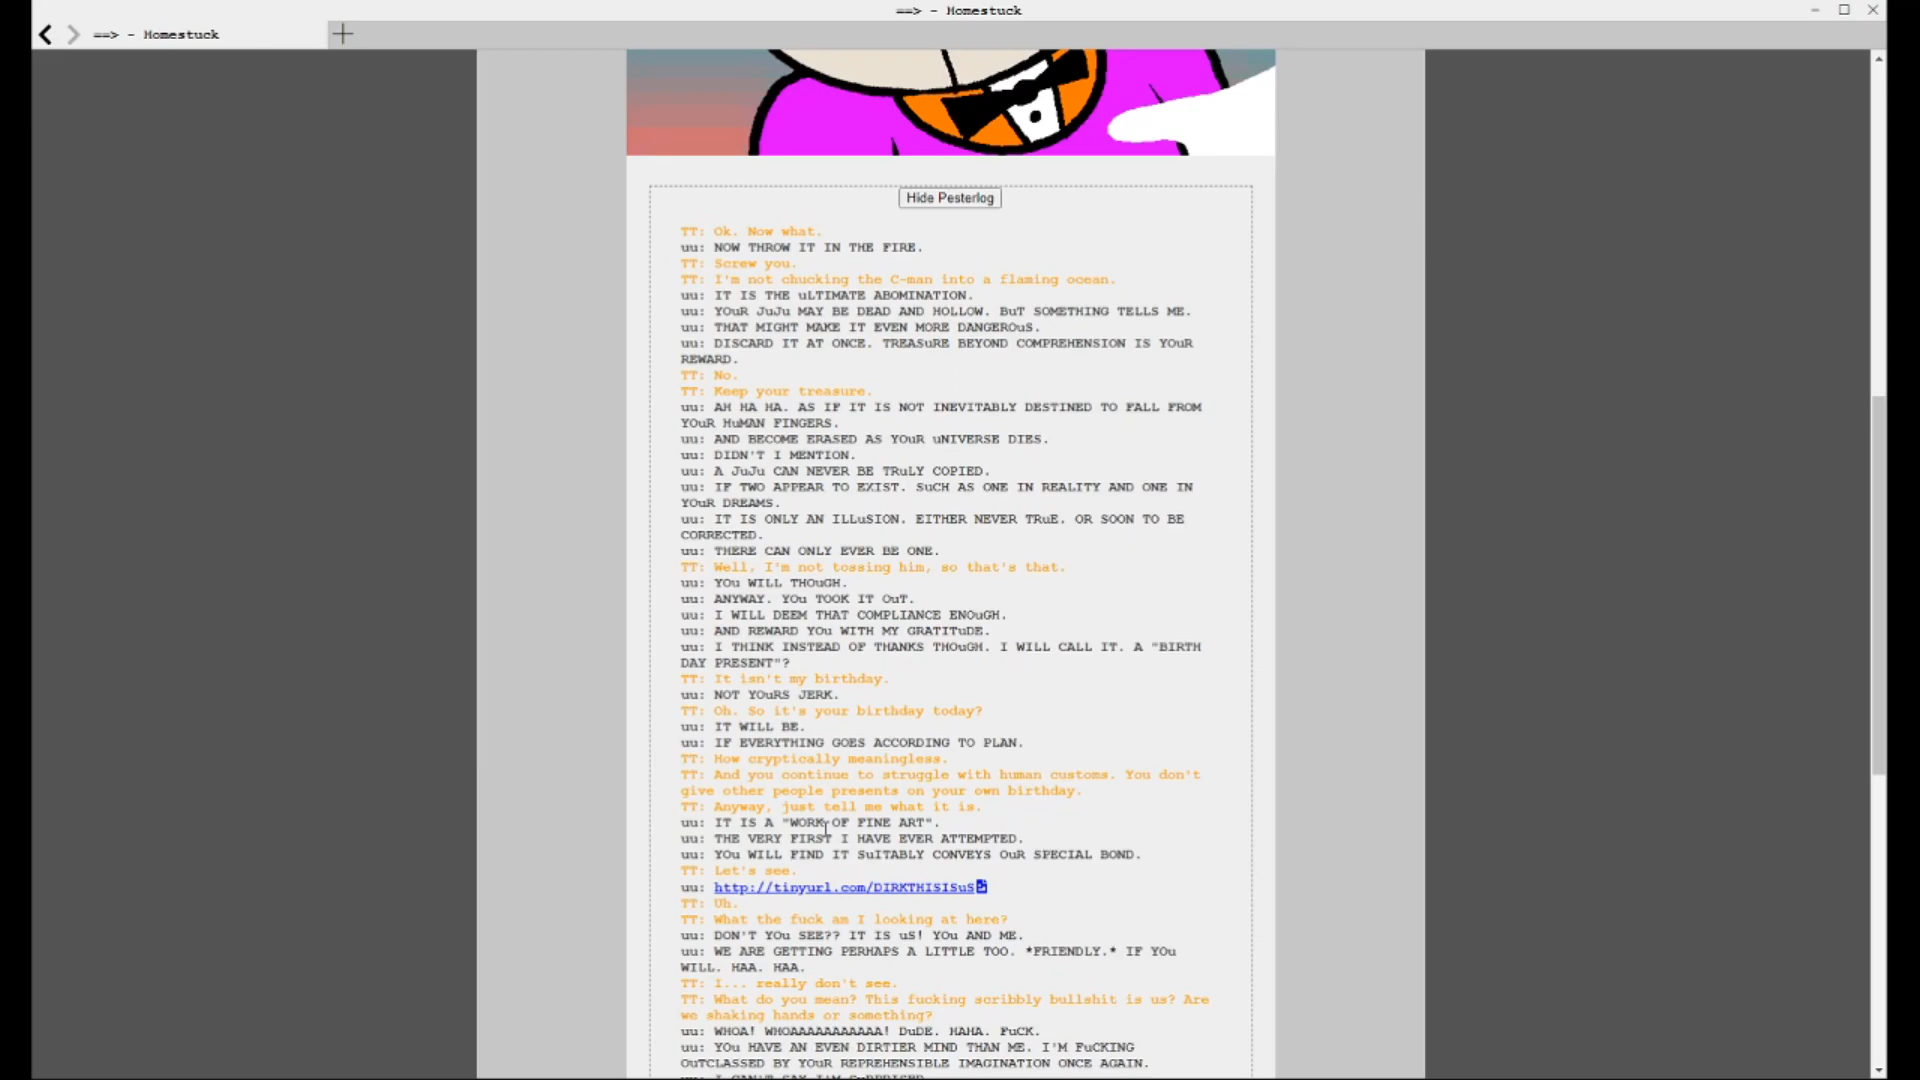 ==> - Homestuck
==> - Homestuck
Hide Pesterlog
TT: Ok. Now what.
uu: NOW THROW IT IN THE FIRE.
TT: Screw you.
TT: I'm not chucking the C-man into a flaming ocean.
uu: IT IS THE uLTIMATE ABOMINATION.
uu: YOuR JuJu MAY BE DEAD AND HOLLOW. BuT SOMETHING TELLS ME.
uu: THAT MIGHT MAKE IT EVEN MORE DANGEROuS.
uu: DISCARD IT AT ONCE. TREASuRE BEYOND COMPREHENSION IS YOuR
REWARD.
TT: No.
TT: Keep your treasure.
uu: AH HA HA. AS IF IT IS NOT INEVITABLY DESTINED TO FALL FROM
YOuR HuMAN FINGERS.
uu: AND BECOME ERASED AS YOuR uNIVERSE DIES.
uu: DIDN'T I MENTION.
uu: A JuJu CAN NEVER BE TRuLY COPIED.
uu: IF TWO APPEAR TO EXIST. SuCH AS ONE IN REALITY AND ONE IN
YOuR DREAMS.
uu: IT IS ONLY AN ILLuSION. EITHER NEVER TRuE. OR SOON TO BE
CORRECTED.
uu: THERE CAN ONLY EVER BE ONE.
TT: Well, I'm not tossing him, so that's that.
uu: YOu WILL THOuGH.
uu: ANYWAY. YOu TOOK IT OuT.
uu: I WILL DEEM THAT COMPLIANCE ENOuGH.
uu: AND REWARD YOu WITH MY GRATITuDE.
uu: I THINK INSTEAD OF THANKS THOuGH. I WILL CALL IT. A "BIRTH
DAY PRESENT"?
TT: It isn't my birthday.
uu: NOT YOuRS JERK.
TT: Oh. So it's your birthday today?
uu: IT WILL BE.
uu: IF EVERYTHING GOES ACCORDING TO PLAN.
TT: How cryptically meaningless.
TT: And you continue to struggle with human customs. You don't
give other people presents on your own birthday.
TT: Anyway, just tell me what it is.
uu: IT IS A "WORK OF FINE ART".
uu: THE VERY FIRST I HAVE EVER ATTEMPTED.
uu: YOu WILL FIND IT SuITABLY CONVEYS OuR SPECIAL BOND.
TT: Let's see.
uu: http://tinyurl.com/DIRKTHISISuS
TT: Uh.
TT: What the fuck am I looking at here?
uu: DON'T YOu SEE?? IT IS uS! YOu AND ME.
uu: WE ARE GETTING PERHAPS A LITTLE TOO. *FRIENDLY.* IF YOu
WILL. HAA. HAA.
TT: I... really don't see.
TT: What do you mean? This fucking scribbly bullshit is us? Are
we shaking hands or something?
uu: WHOA! WHOAAAAAAAAAAA! DuDE. HAHA. FuCK.
uu: YOu HAVE AN EVEN DIRTIER MIND THAN ME. I'M FuCKING
OuTCLASSED BY YOuR REPREHENSIBLE IMAGINATION ONCE AGAIN.